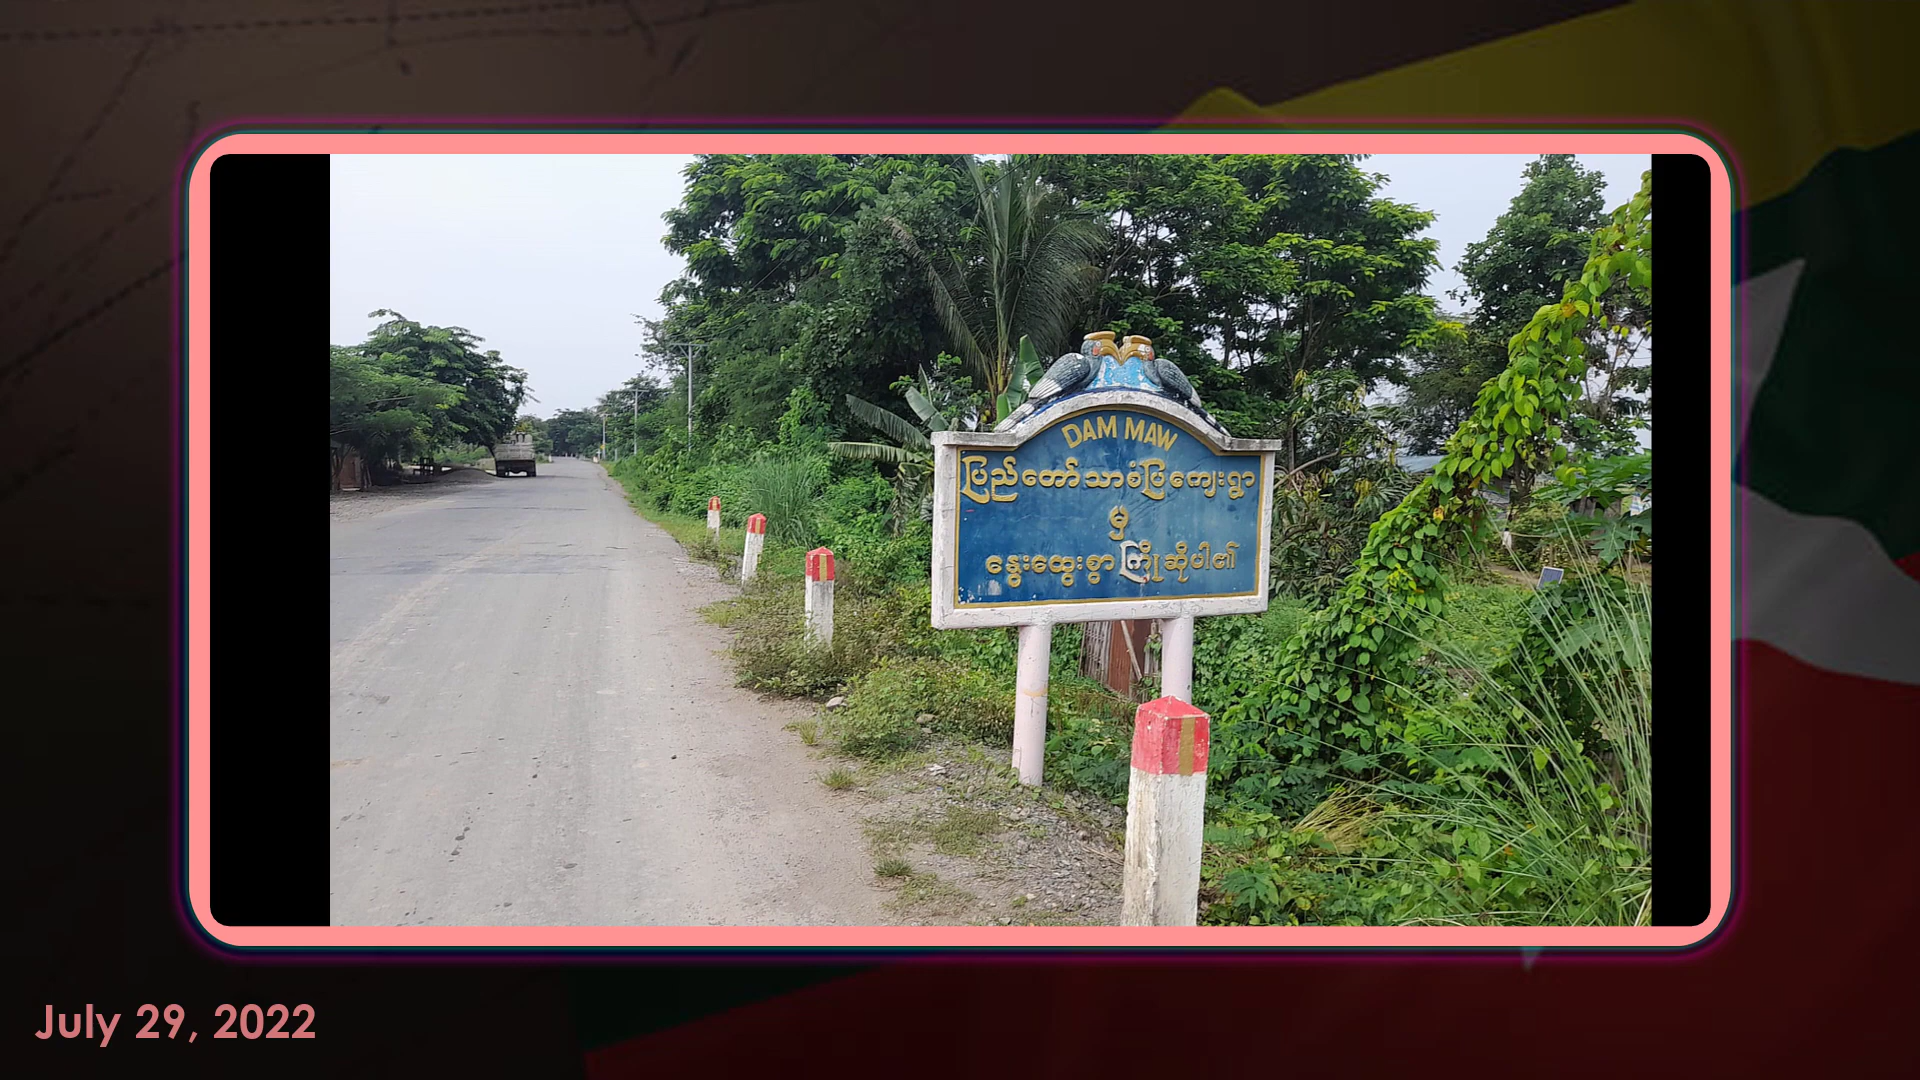 DAM MAW
ပြည်တော်သာစံပြကျေးရွာ
မှ
နွေးထွေးစွာကြိုဆိုပါ၏
July 29, 2022